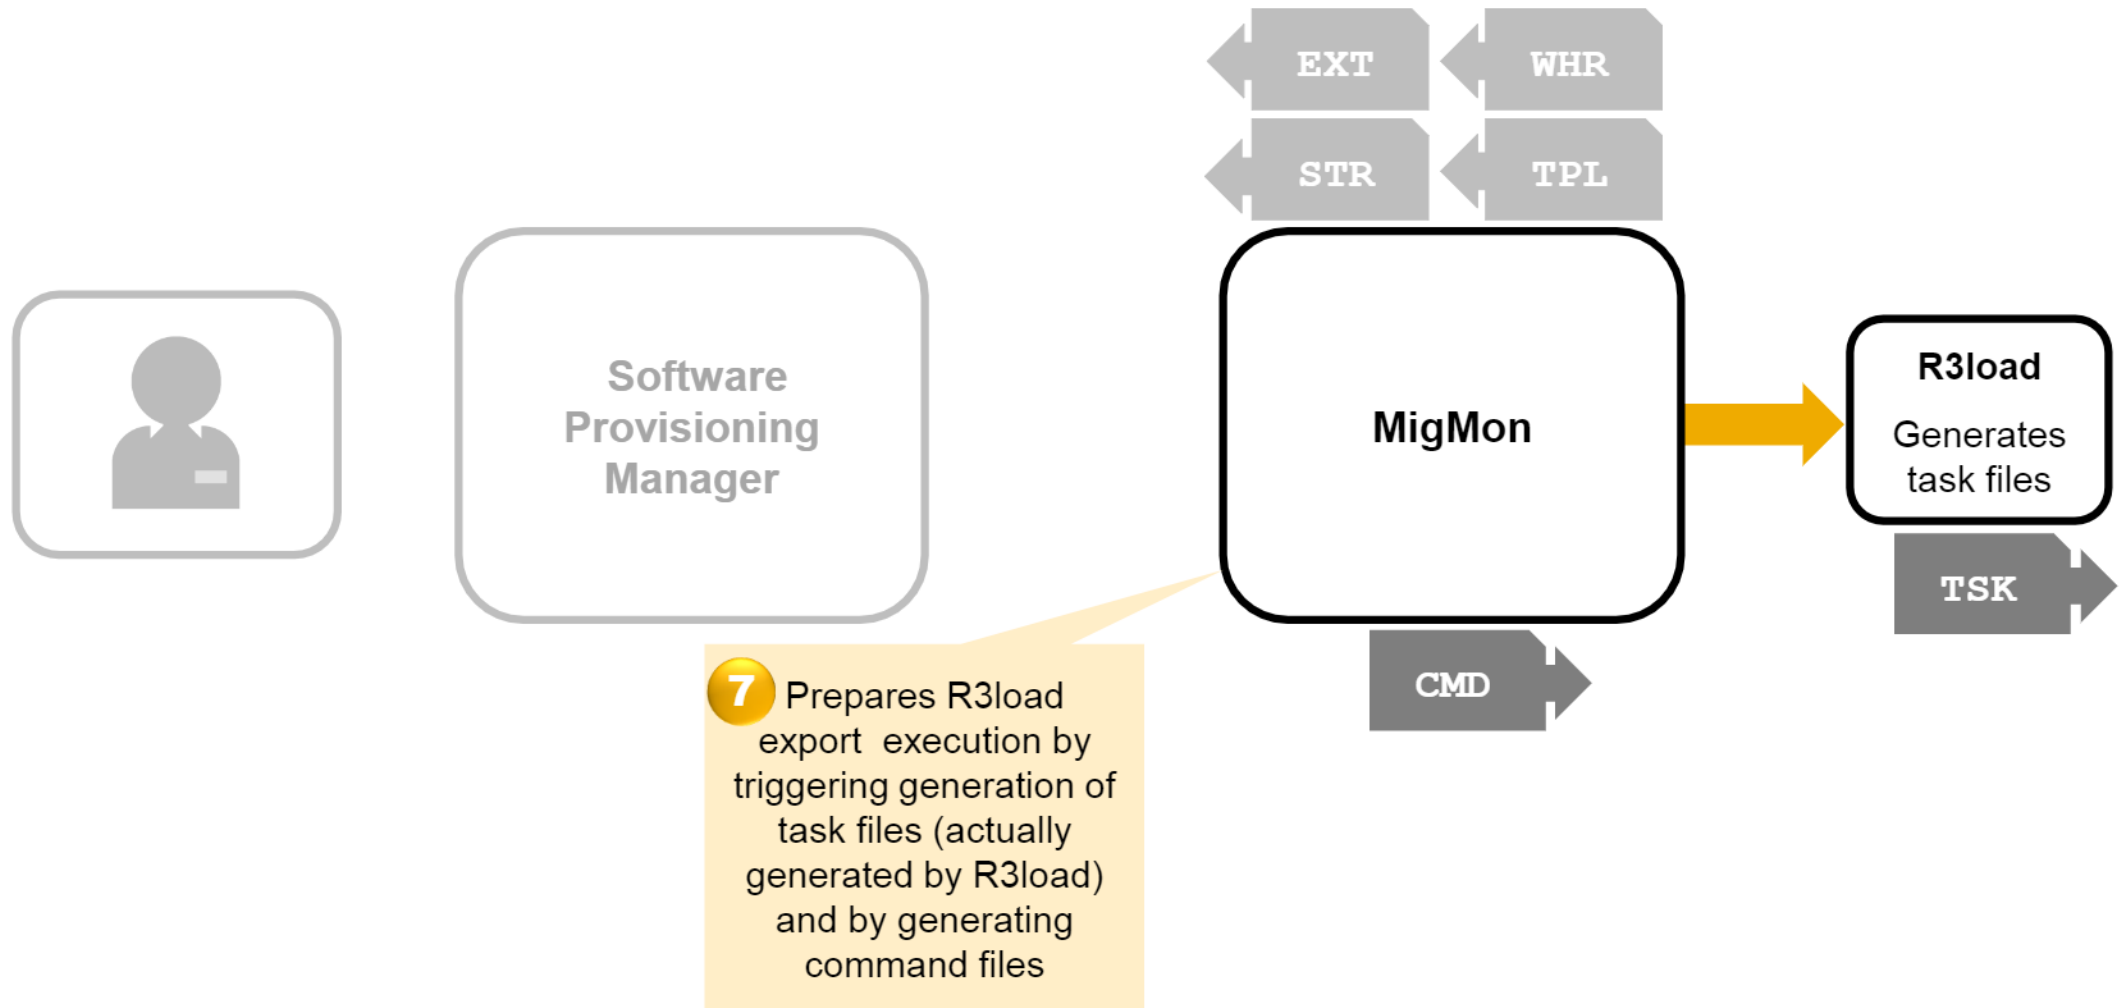 EXT
WHR
STR
TPL
Software
Provisioning
Manager
MigMon
R3load
Generates
task files
TSK
CMD
7
Prepares R3load
export  execution by
triggering generation of
task files (actually
generated by R3load)
and by generating
command files